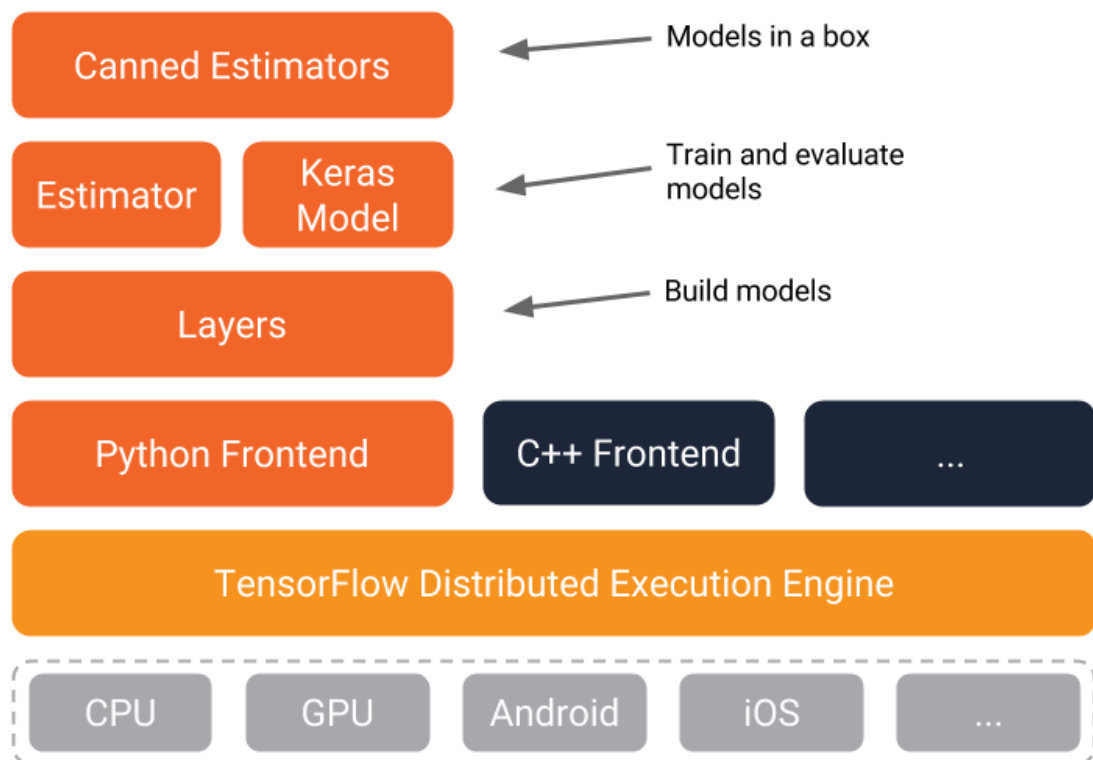 Canned Estimators
Models in a box
Estimator
Keras
Model
Train and evaluate
models
Layers
Build models
Python Frontend
C++ Frontend
...
TensorFlow Distributed Execution Engine
CPU
GPU
Android
iOS
...